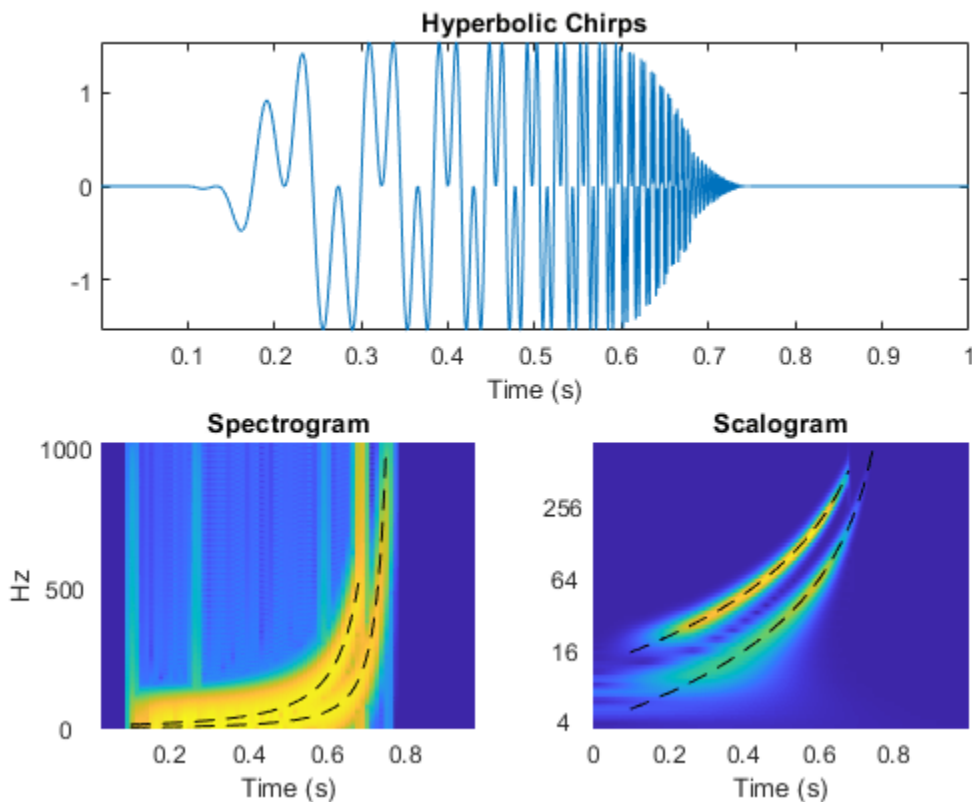 Hyperbolic Chirps
1
0
-1
0.1 0.2 0.3 0.4 0.5 0.6 0.7 0.8 0.9 1
Time (s)
Spectrogram
1000
500
0
Hz
0.2 0.4 0.6 0.8
Time (s)
Scalogram
256
64
16
4
0 0.2 0.4 0.6 0.8
Time (s)